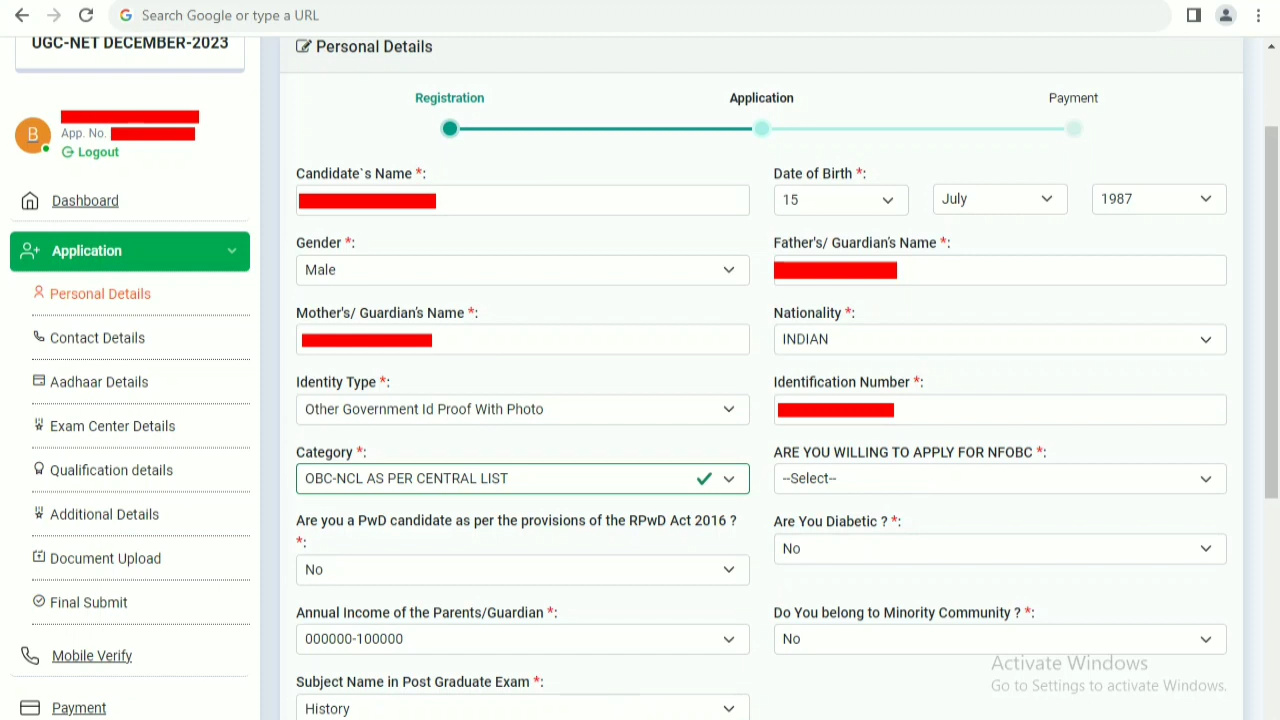 Search Google or type a URL
UGC-NET DECEMBER-2023
Personal Details
Registration
Application
Payment
B
App. No.
Logout
Dashboard
Application
Personal Details
Contact Details
Aadhaar Details
Exam Center Details
Qualification details
Additional Details
Document Upload
Final Submit
Mobile Verify
Payment
Candidate`s Name *:
Date of Birth *:
15
July
1987
Gender *:
Male
Father's/ Guardian's Name *:
Mother's/ Guardian's Name *:
Nationality *:
INDIAN
Identity Type *:
Other Government Id Proof With Photo
Identification Number *:
Category *:
OBC-NCL AS PER CENTRAL LIST
ARE YOU WILLING TO APPLY FOR NFOBC *:
--Select--
Are you a PwD candidate as per the provisions of the RPwD Act 2016 ?
*:
No
Are You Diabetic ? *:
No
Annual Income of the Parents/Guardian *:
000000-100000
Do You belong to Minority Community ? *:
No
Subject Name in Post Graduate Exam *:
History
Activate Windows
Go to Settings to activate Windows.